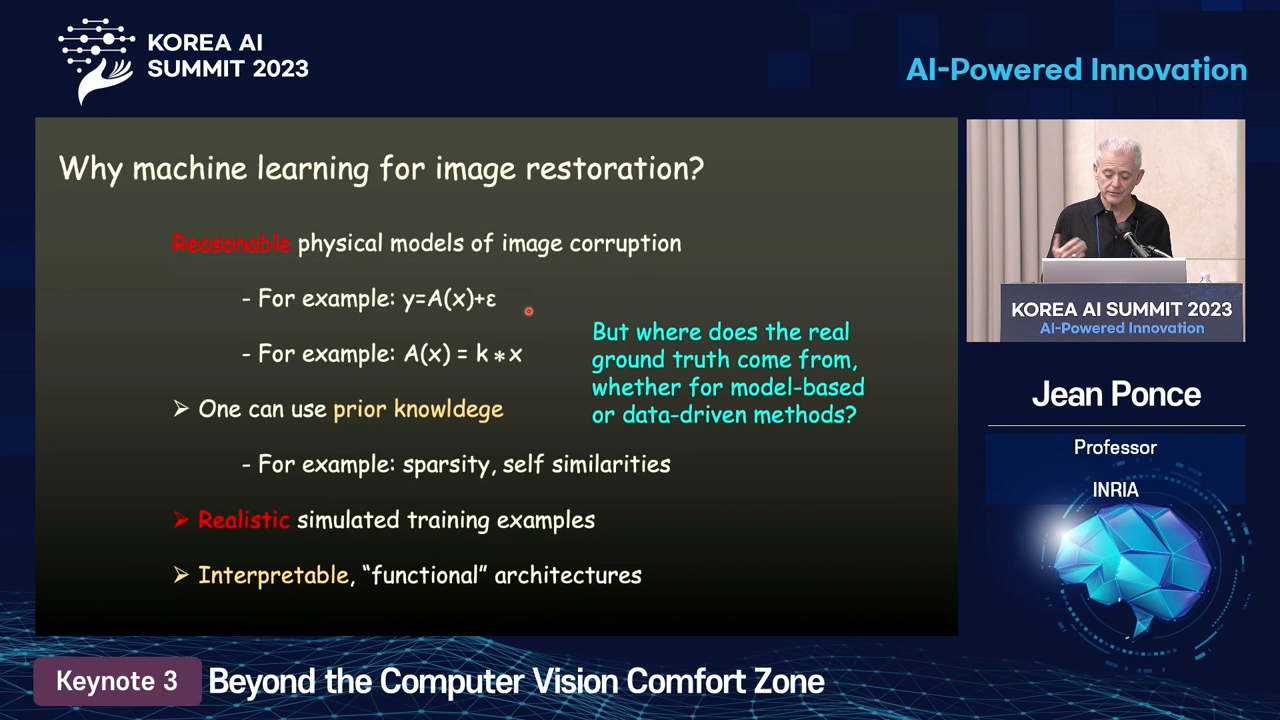 KOREA AI
SUMMIT 2023
AI-Powered Innovation
Why machine learning for image restoration?
Reasonable physical models of image corruption
- For example: y=A(x)+ε
- For example: A(x) = k ∗ x
But where does the real
ground truth come from,
whether for model-based
or data-driven methods?
➢ One can use prior knowldege
- For example: sparsity, self similarities
➢ Realistic simulated training examples
➢ Interpretable, “functional” architectures
KOREA AI SUMMIT 2023
AI-Powered Innovation
Jean Ponce
Professor
INRIA
Keynote 3 Beyond the Computer Vision Comfort Zone